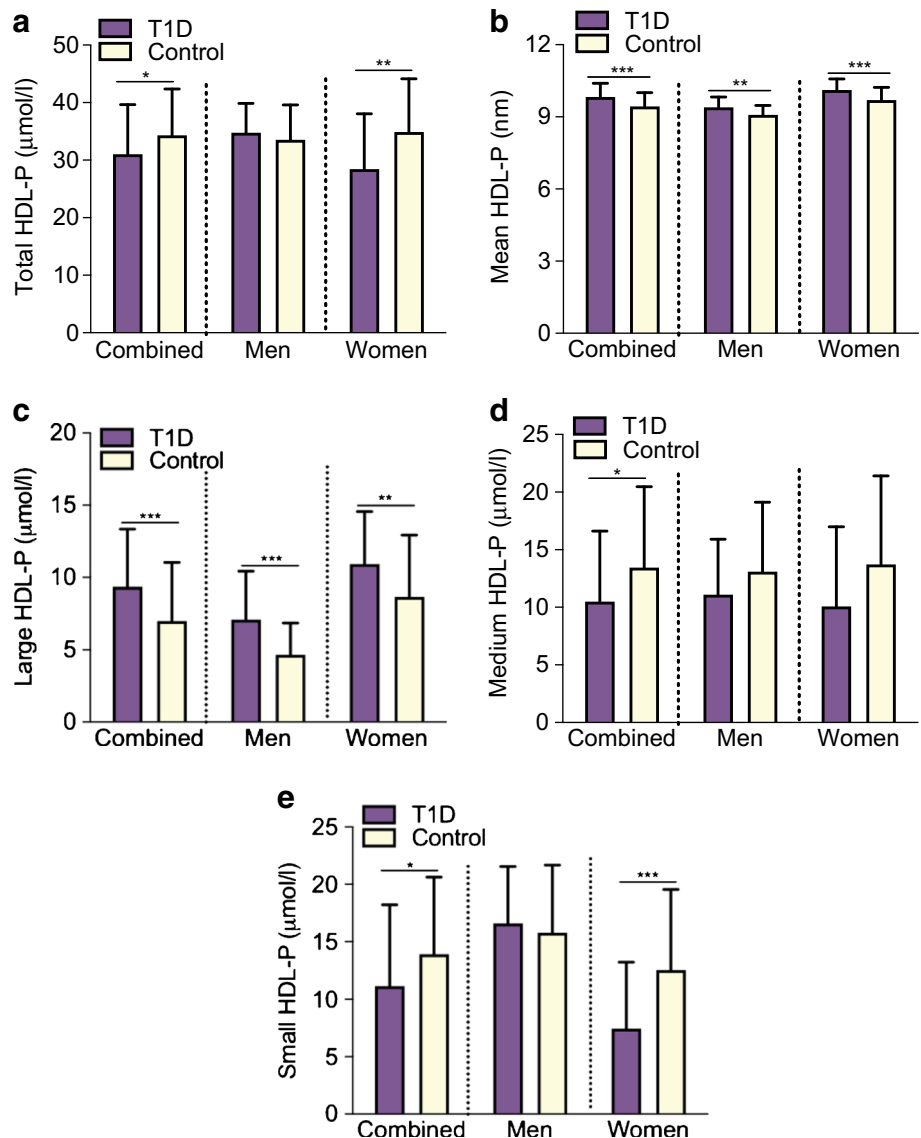 a
T1D
Control
Total HDL-P (μmol/l)
50
40
30
20
10
0
*
**
Combined
Men
Women
b
T1D
Control
Mean HDL-P (nm)
12
9
6
3
0
***
**
***
Combined
Men
Women
c
T1D
Control
Large HDL-P (μmol/l)
20
15
10
5
0
***
***
**
Combined
Men
Women
d
T1D
Control
Medium HDL-P (μmol/l)
25
20
15
10
5
0
*
Combined
Men
Women
e
T1D
Control
Small HDL-P (μmol/l)
25
20
15
10
5
0
*
***
Combined
Men
Women